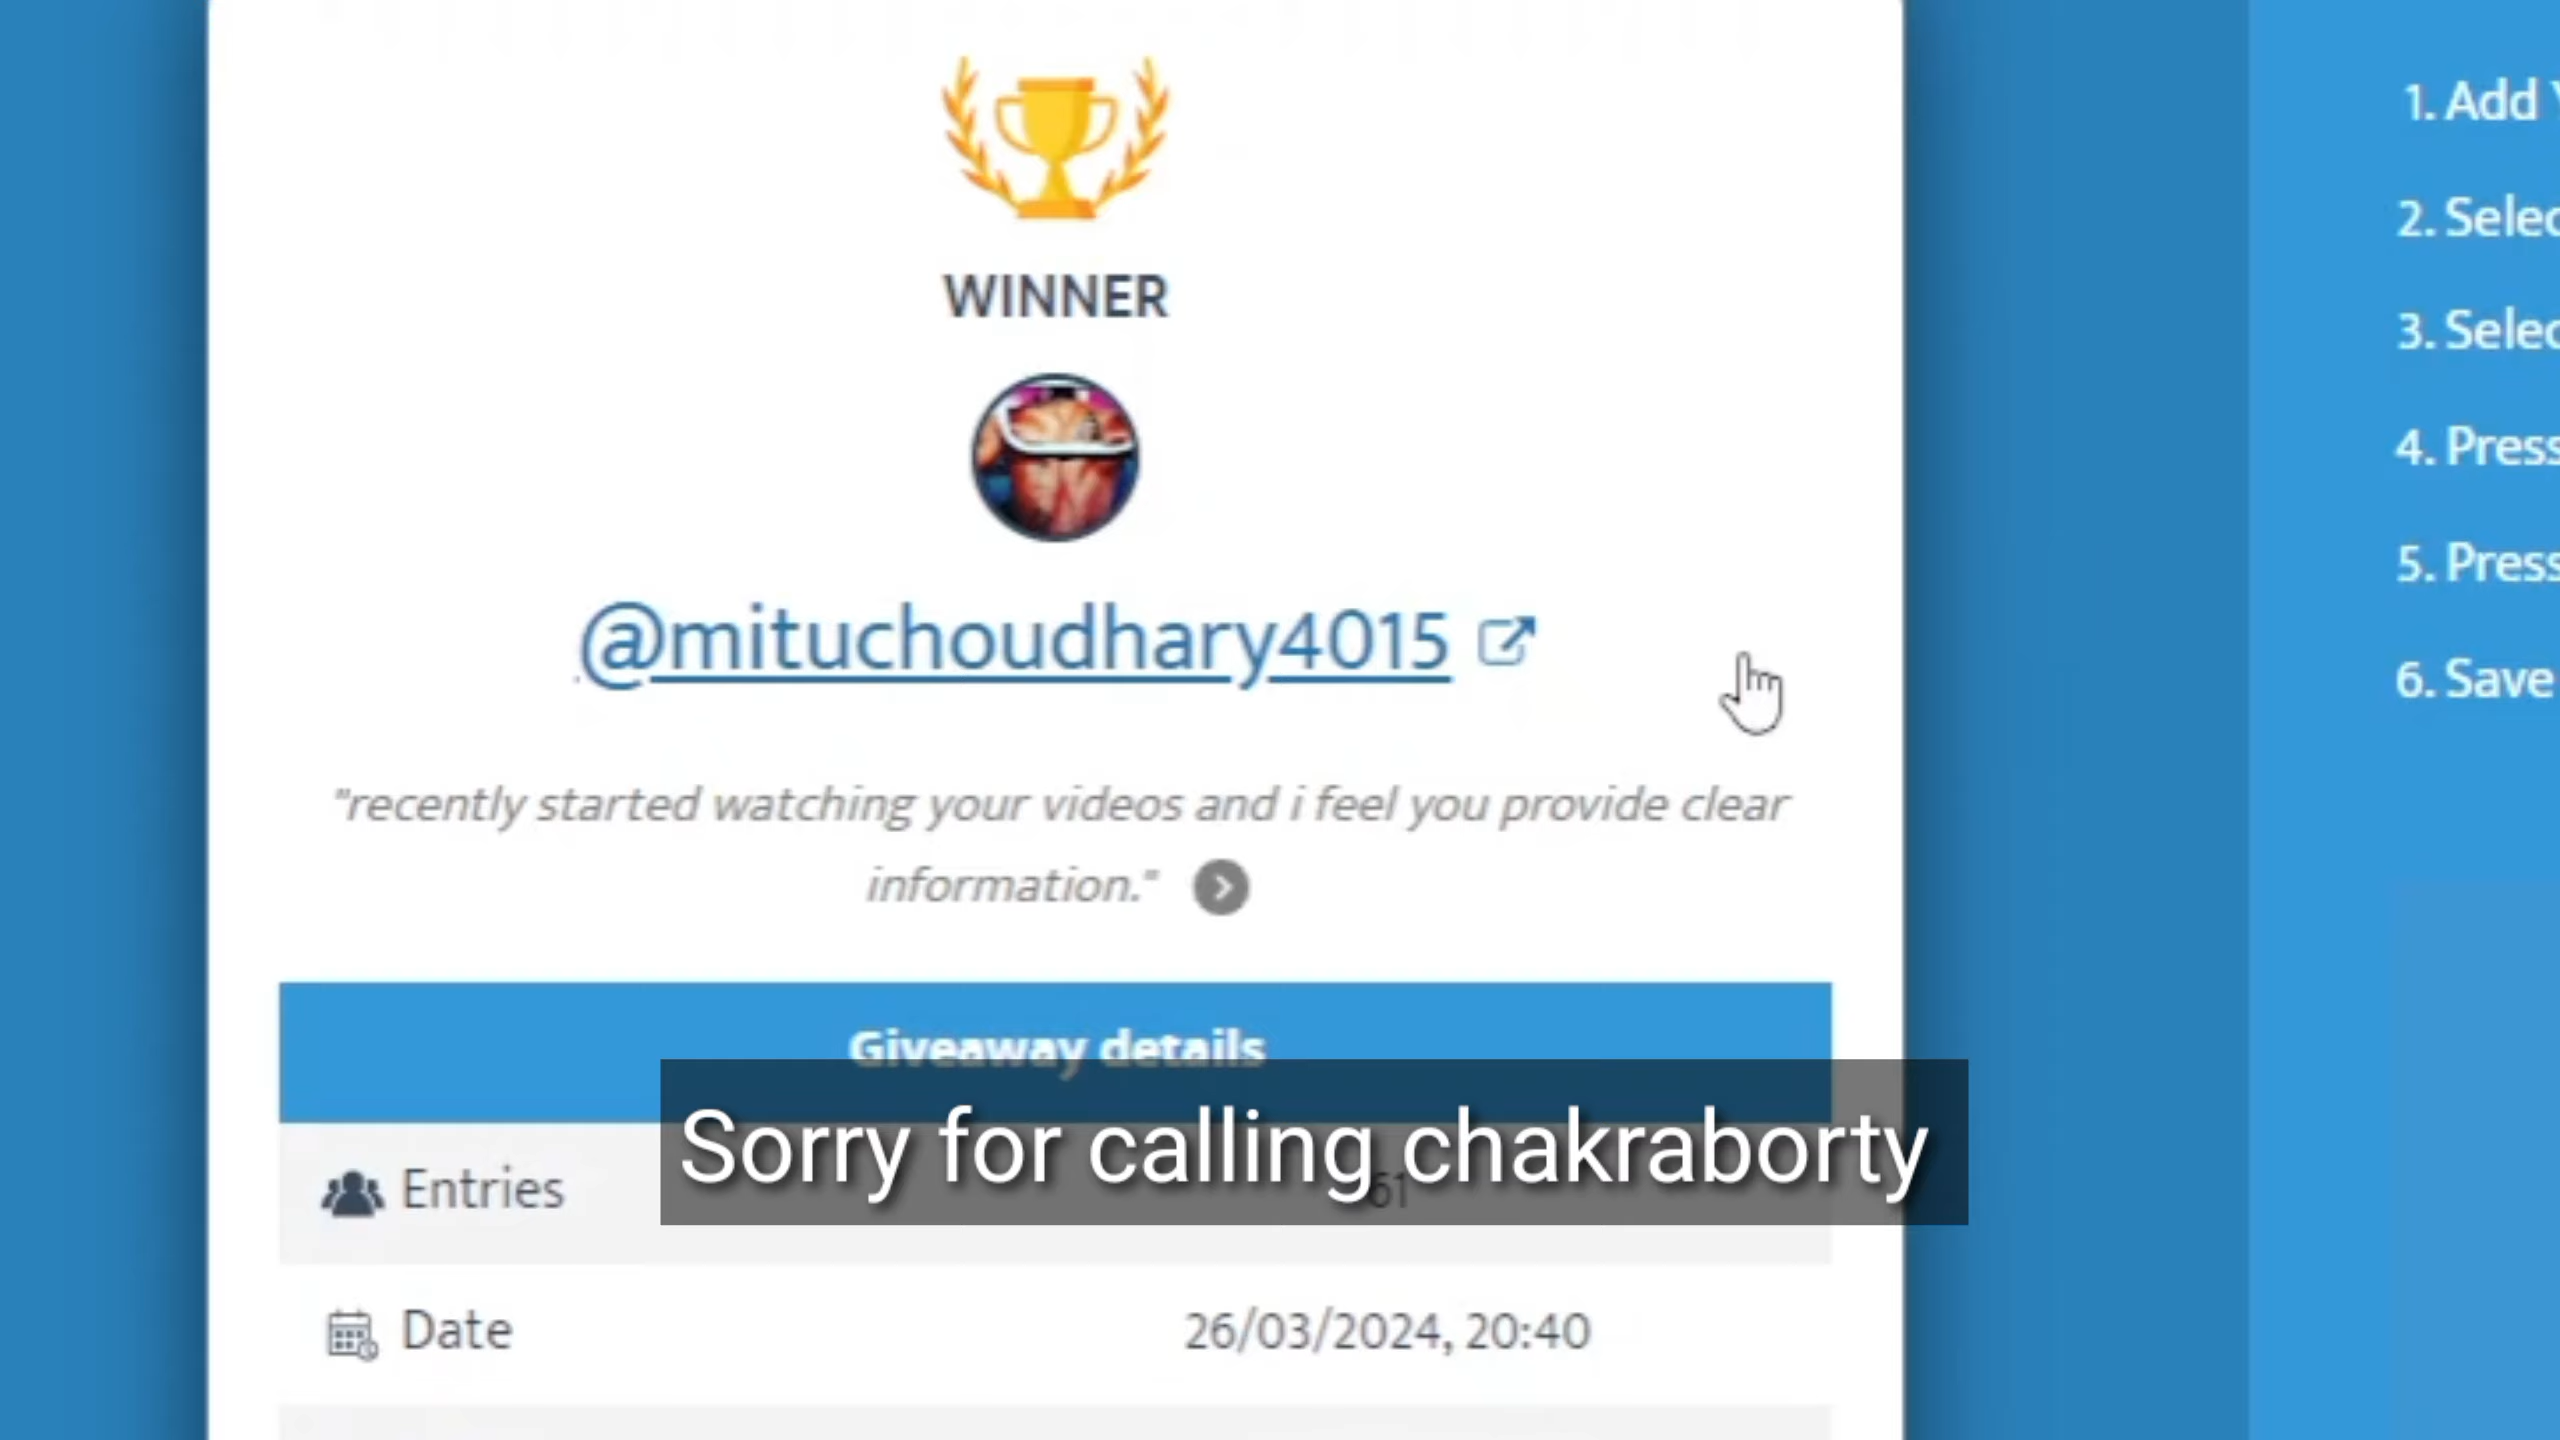 WINNER
@mituchoudhary4015
"recently started watching your videos and i feel you provide clear
information."
Giveaway details
Sorry for calling chakraborty
Entries 61
Date 26/03/2024, 20:40
1. Add
2. Selec
3. Selec
4. Press
5. Press
6. Save